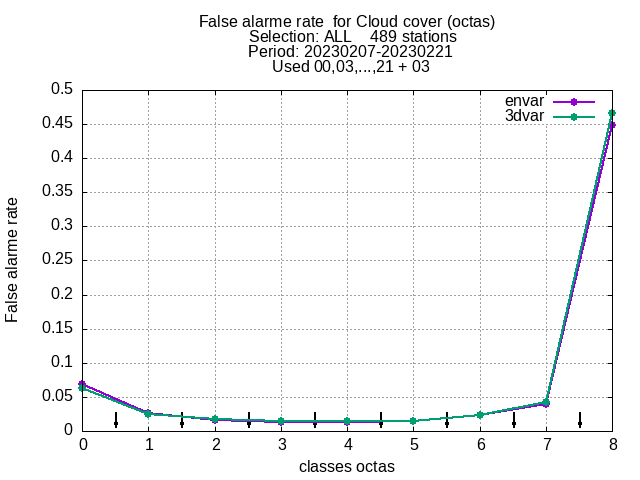 False alarme rate  for Cloud cover (octas)
Selection: ALL    489 stations
Period: 20230207-20230221
Used 00,03,...,21 + 03
envar
3dvar
0.5
0.45
0.4
0.35
0.3
0.25
0.2
0.15
0.1
0.05
0
False alarme rate
0 1 2 3 4 5 6 7 8
classes octas